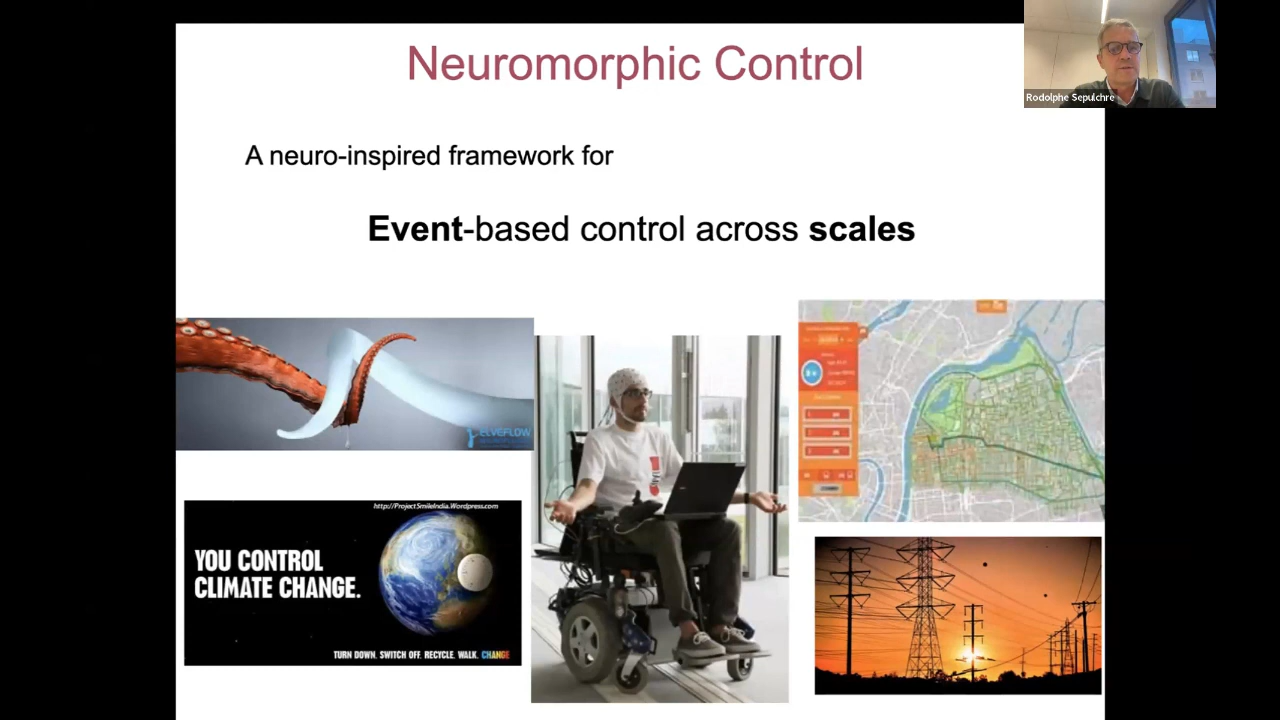 Neuromorphic Control
Rodolphe Sepulchre
A neuro-inspired framework for
Event-based control across scales
ELVEFLOW
http://ProjectSmileIndia.Wordpress.com
YOU CONTROL
CLIMATE CHANGE.
TURN DOWN. SWITCH OFF. RECYCLE. WALK. CHANGE